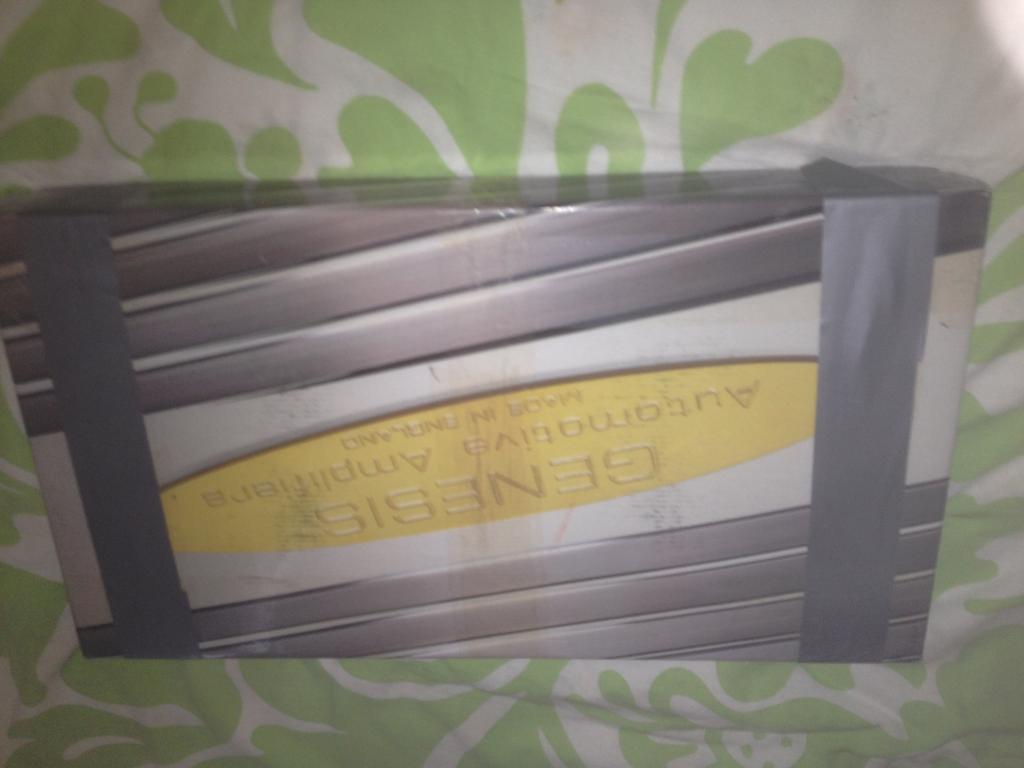 GENESIS
Automotive Amplifiers
MADE IN ENGLAND